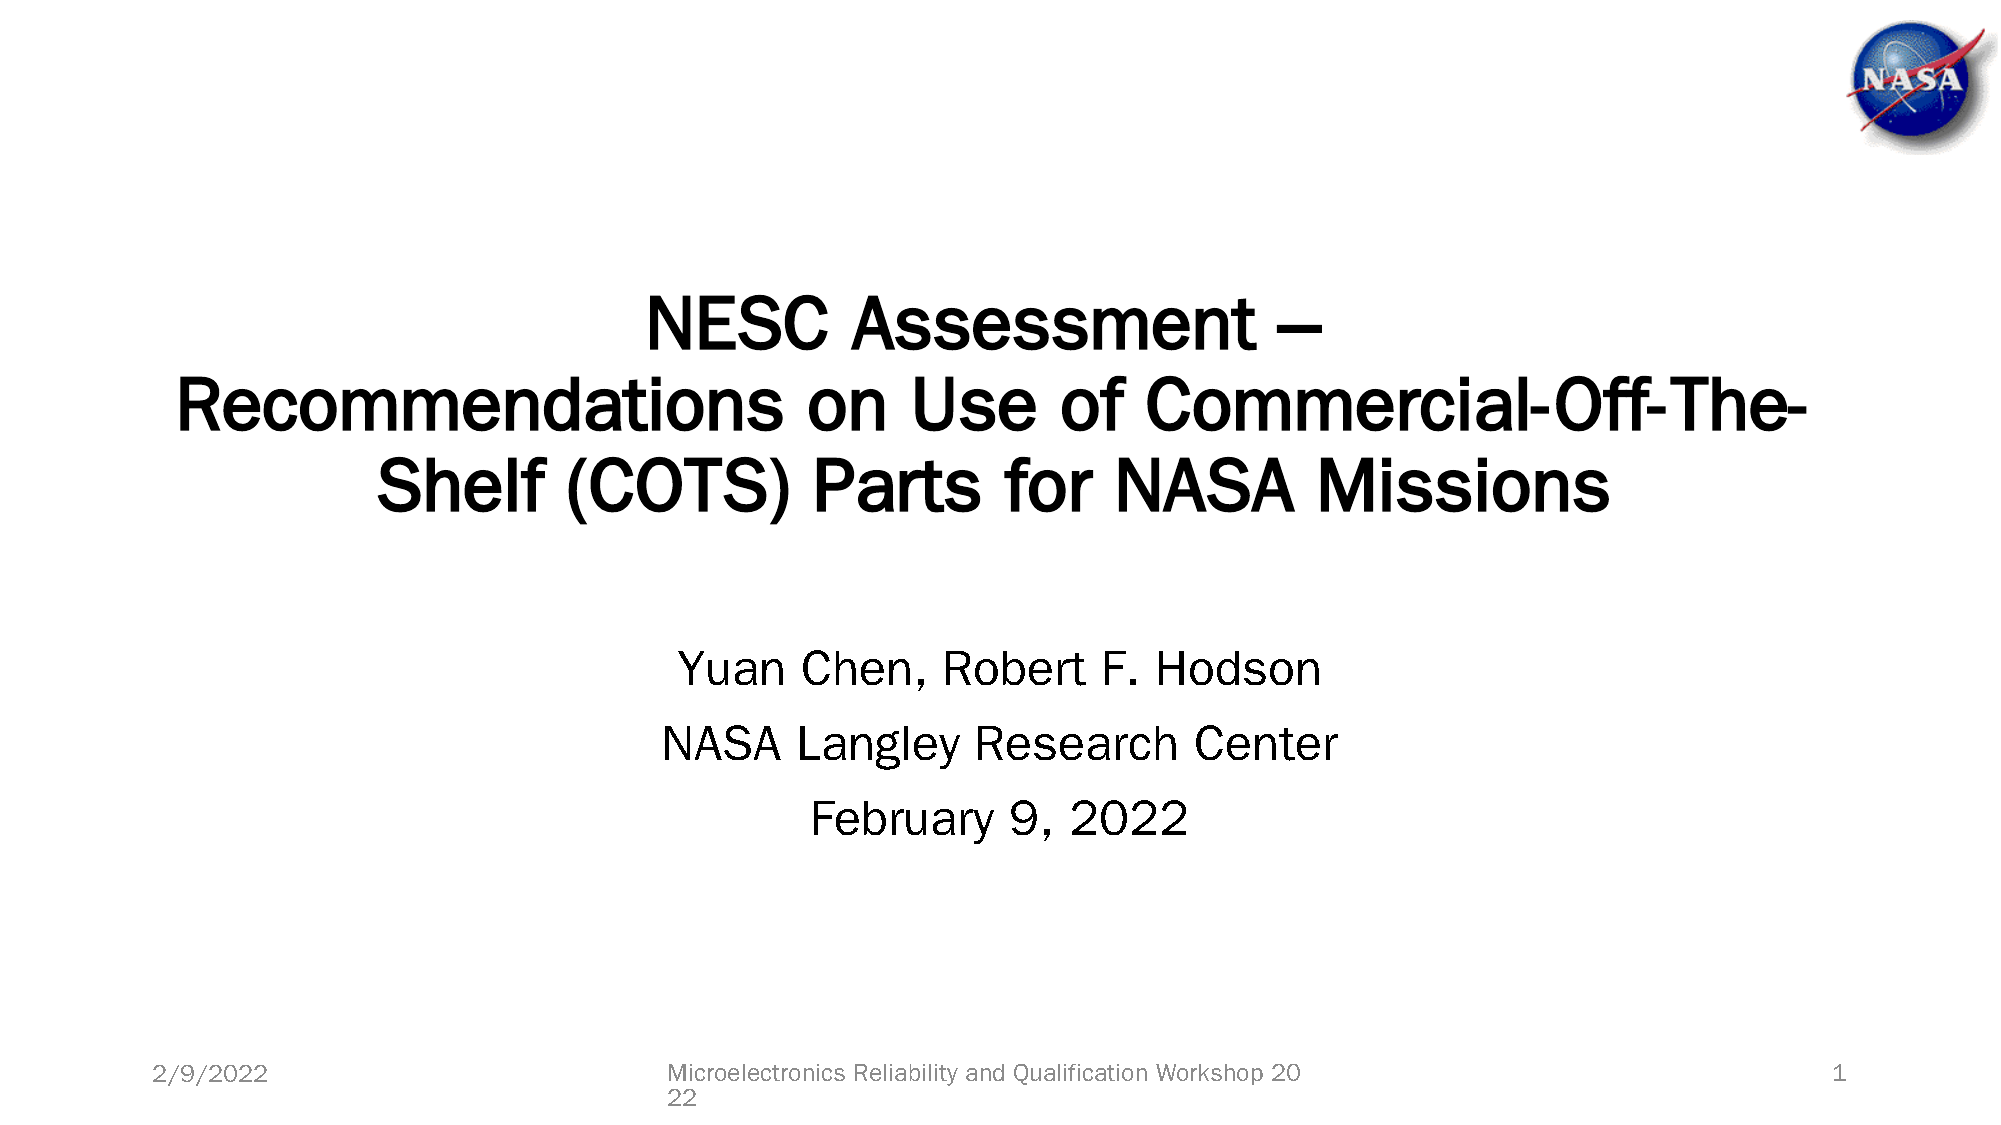 NASA
NESC Assessment –
Recommendations on Use of Commercial-Off-The-
Shelf (COTS) Parts for NASA Missions
Yuan Chen, Robert F. Hodson
NASA Langley Research Center
February 9, 2022
2/9/2022
Microelectronics Reliability and Qualification Workshop 20
22
1